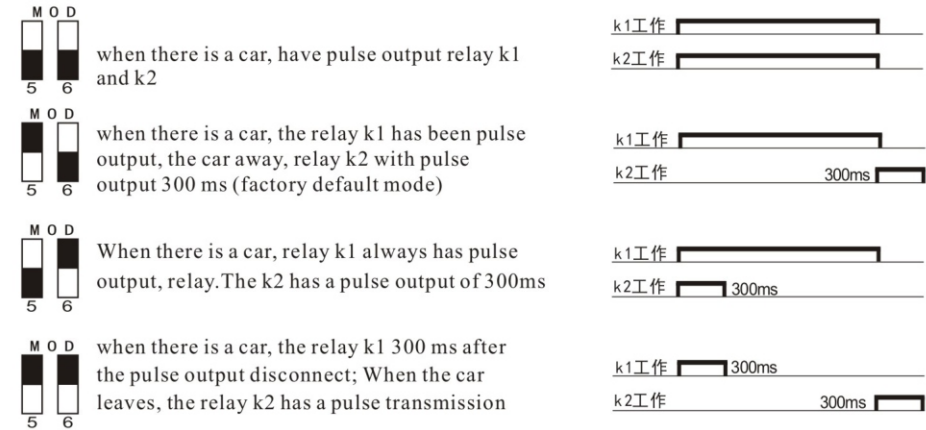 M O D
5 6
when there is a car, have pulse output relay k1
and k2
k1工作
k2工作
M O D
5 6
when there is a car, the relay k1 has been pulse
output, the car away, relay k2 with pulse
output 300 ms (factory default mode)
k1工作
k2工作 300ms
M O D
5 6
When there is a car, relay k1 always has pulse
output, relay.The k2 has a pulse output of 300ms
k1工作
k2工作 300ms
M O D
5 6
when there is a car, the relay k1 300 ms after
the pulse output disconnect; When the car
leaves, the relay k2 has a pulse transmission
k1工作 300ms
k2工作 300ms